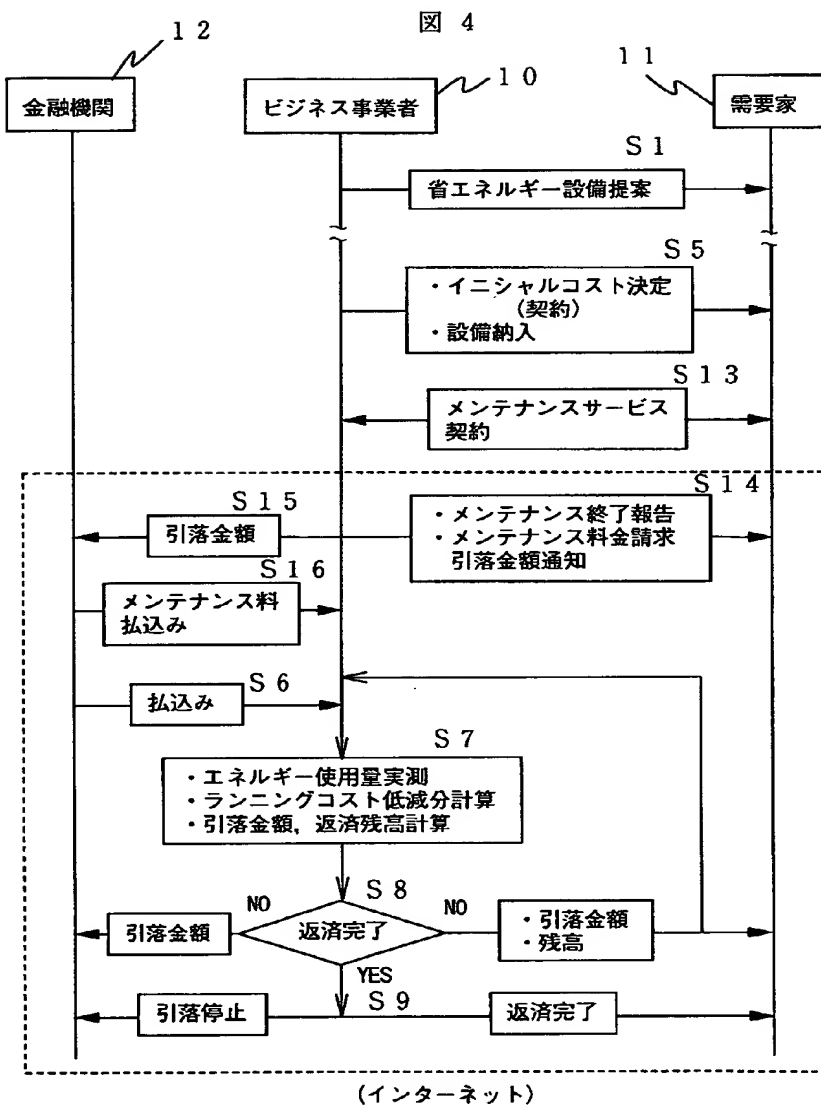 図 4
12
10
11
金融機関
ビジネス事業者
需要家
S1
省エネルギー設備提案
S5
・イニシャルコスト決定
(契約)
・設備納入
S13
メンテナンスサービス
契約
S15
S14
引落金額
・メンテナンス終了報告
・メンテナンス料金請求
引落金額通知
S16
メンテナンス料
払込み
S6
払込み
S7
・エネルギー使用量実測
・ランニングコスト低減分計算
・引落金額，返済残高計算
S8
NO
NO
引落金額
返済完了
・引落金額
・残高
YES
S9
引落停止
返済完了
(インターネット)